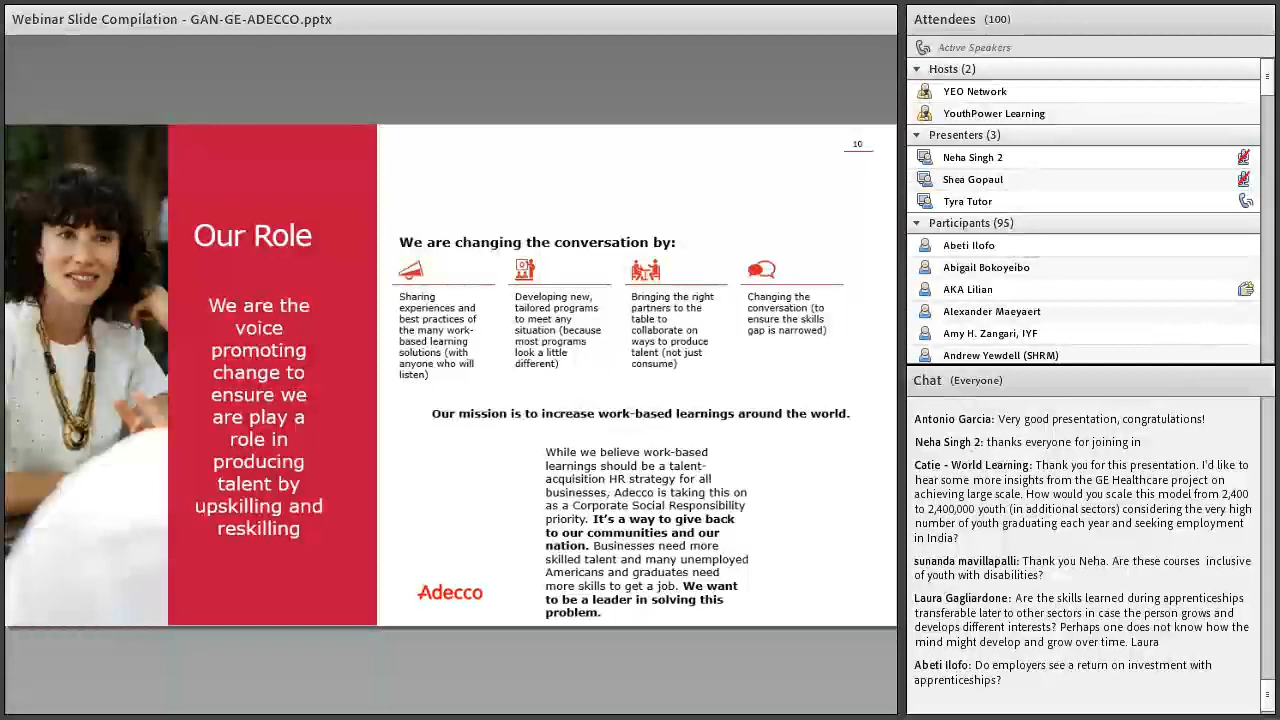 Webinar Slide Compilation - GAN-GE-ADECCO.pptx
10
Our Role
We are the
voice
promoting
change to
ensure we
are play a
role in
producing
talent by
upskilling and
reskilling
We are changing the conversation by:
Sharing
experiences and
best practices of
the many work-
based learning
solutions (with
anyone who will
listen)
Developing new,
tailored programs
to meet any
situation (because
most programs
look a little
different)
Bringing the right
partners to the
table to
collaborate on
ways to produce
talent (not just
consume)
Changing the
conversation (to
ensure the skills
gap is narrowed)
Our mission is to increase work-based learnings around the world.
While we believe work-based
learnings should be a talent-
acquisition HR strategy for all
businesses, Adecco is taking this on
as a Corporate Social Responsibility
priority. It's a way to give back
to our communities and our
nation. Businesses need more
skilled talent and many unemployed
Americans and graduates need
more skills to get a job. We want
to be a leader in solving this
problem.
Adecco
Attendees (100)
Active Speakers
Hosts (2)
YEO Network
YouthPower Learning
Presenters (3)
Neha Singh 2
Shea Gopaul
Tyra Tutor
Participants (95)
Abeti Ilofo
Abigail Bokoyeibo
AKA Lilian
Alexander Maeyaert
Amy H. Zangari, IYF
Andrew Yewdell (SHRM)
Chat (Everyone)
Antonio Garcia: Very good presentation, congratulations!
Neha Singh 2: thanks everyone for joining in
Catie - World Learning: Thank you for this presentation. I'd like to
hear some more insights from the GE Healthcare project on
achieving large scale. How would you scale this model from 2,400
to 2,400,000 youth (in additional sectors) considering the very high
number of youth graduating each year and seeking employment
in India?
sunanda mavillapalli: Thank you Neha. Are these courses inclusive
of youth with disabilities?
Laura Gagliardone: Are the skills learned during apprenticeships
transferable later to other sectors in case the person grows and
develops different interests? Perhaps one does not know how the
mind might develop and grow over time. Laura
Abeti Ilofo: Do employers see a return on investment with
apprenticeships?